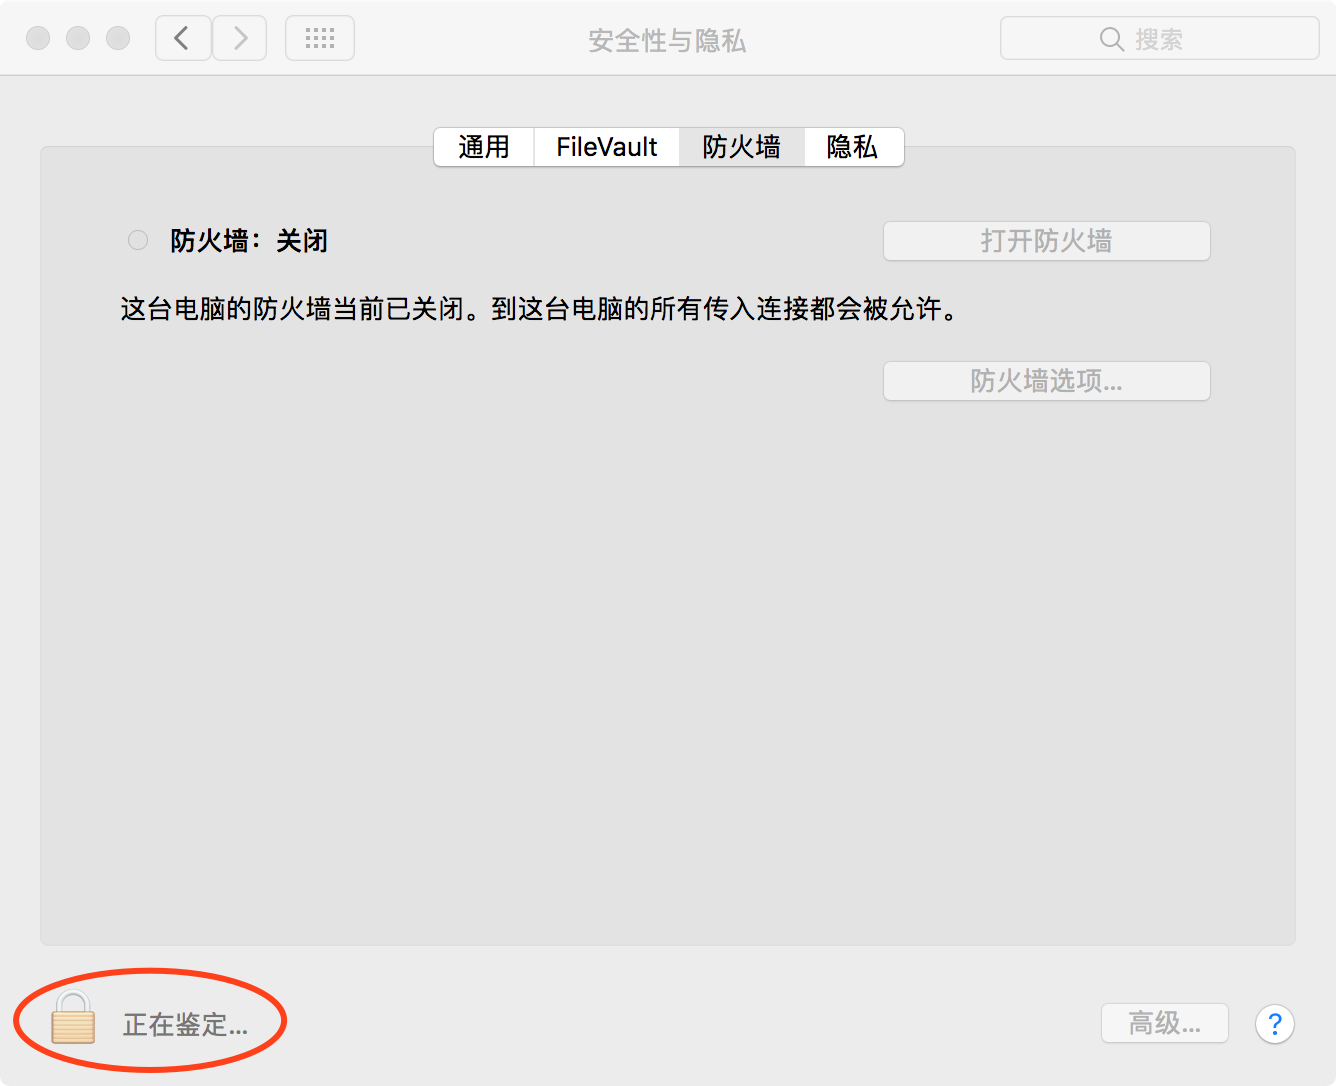 安全性与隐私
搜索
通用 FileVault 防火墙 隐私
防火墙：关闭
打开防火墙
这台电脑的防火墙当前已关闭。到这台电脑的所有传入连接都会被允许。
防火墙选项...
正在鉴定...
高级...
?